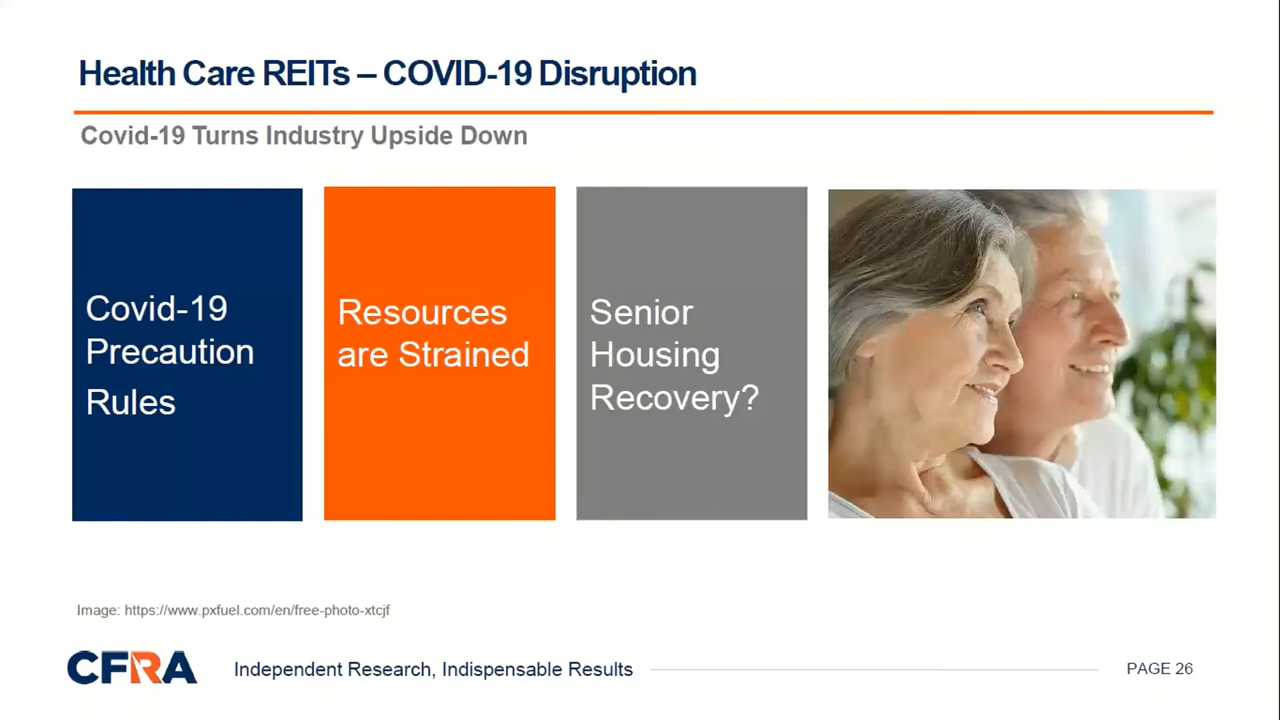 Health Care REITs – COVID-19 Disruption
Covid-19 Turns Industry Upside Down
Covid-19
Precaution
Rules
Resources
are Strained
Senior
Housing
Recovery?
Image: https://www.pxfuel.com/en/free-photo-xtcjf
CFRA
Independent Research, Indispensable Results
PAGE 26